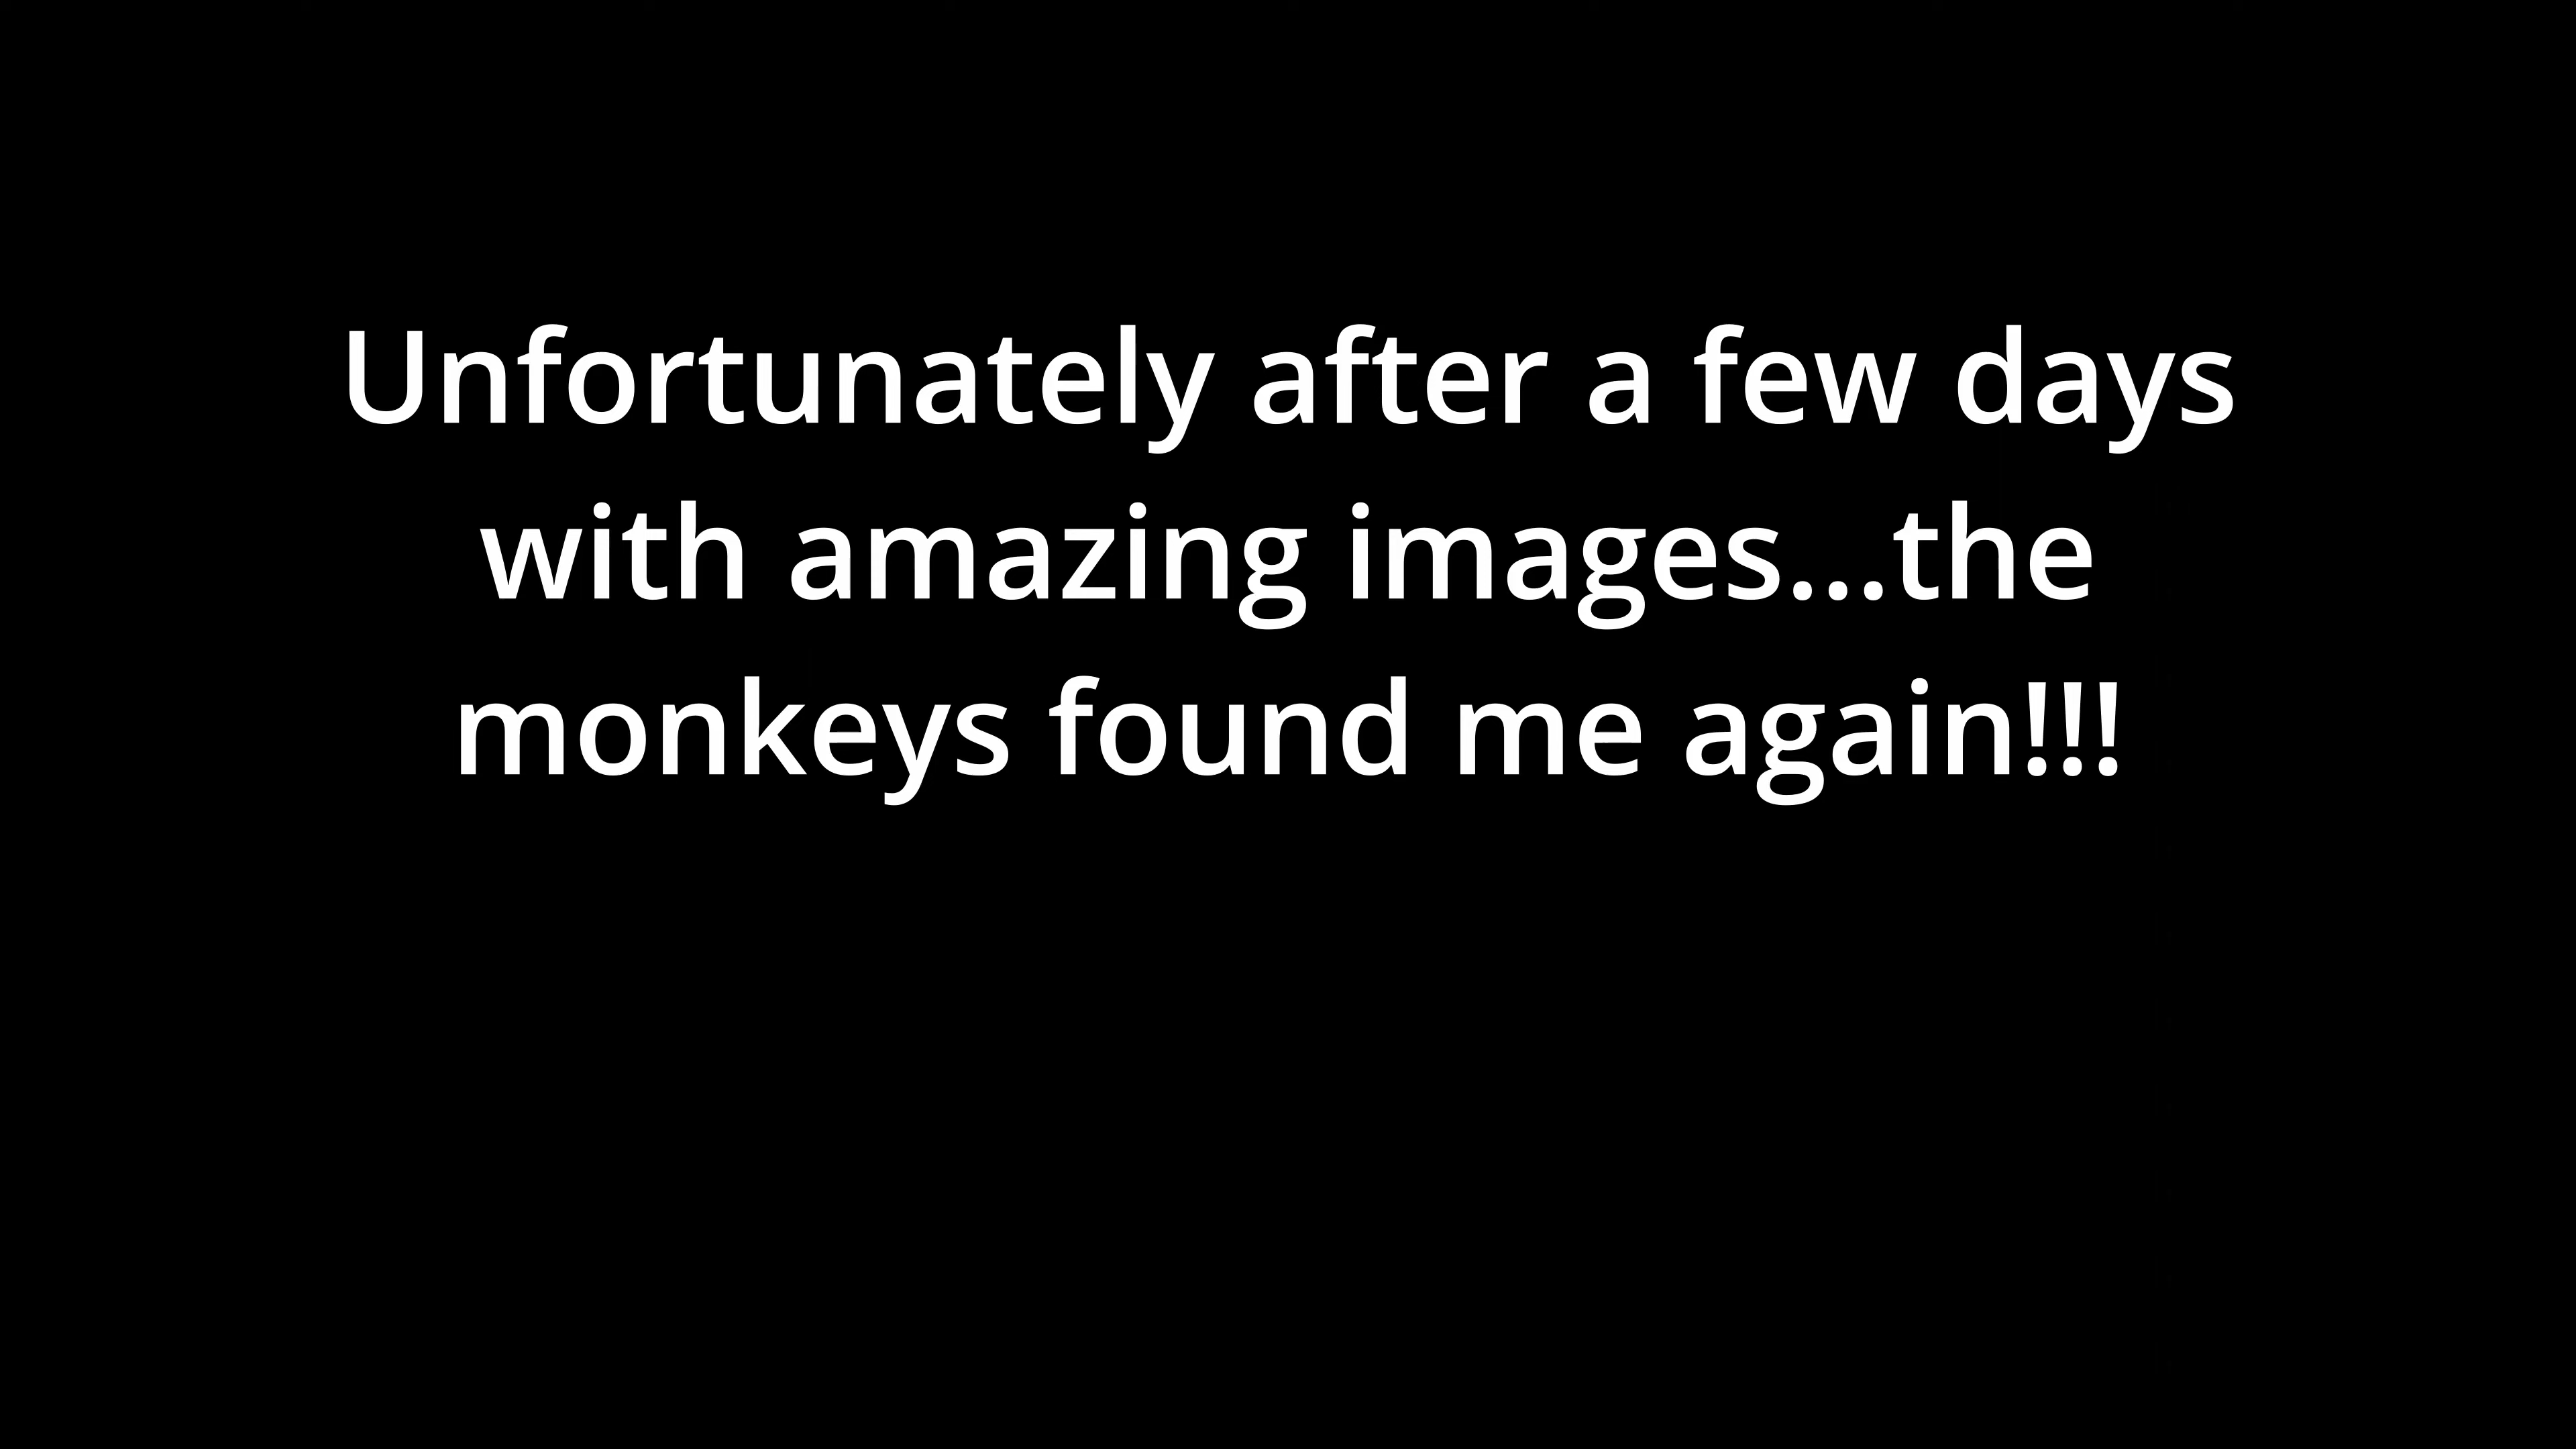 Unfortunately after a few days
with amazing images...the
monkeys found me again!!!